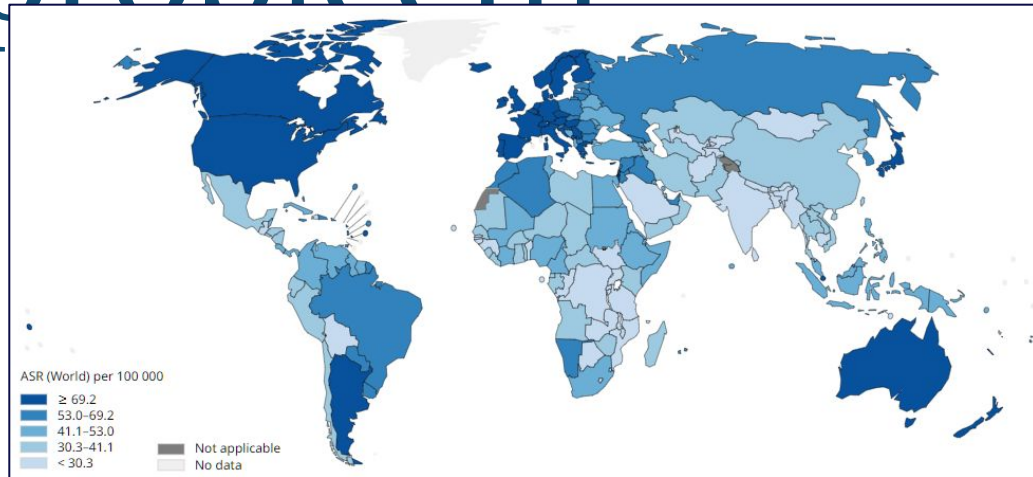 ASR (World) per 100 000
≥ 69.2
53.0–69.2
41.1–53.0
30.3–41.1
< 30.3
Not applicable
No data